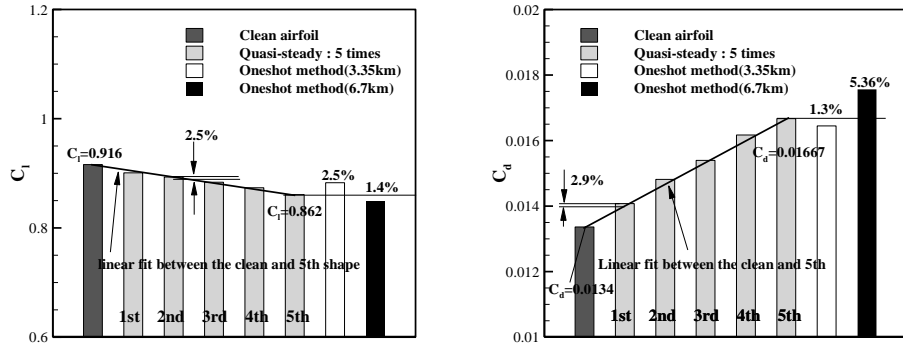 1.2
1
0.8
0.6
C_l
Clean airfoil
Quasi-steady : 5 times
Oneshot method(3.35km)
Oneshot method(6.7km)
C_l=0.916
2.5%
2.5%
1.4%
C_l=0.862
linear fit between the clean and 5th shape
1st 2nd 3rd 4th 5th
0.02
0.018
0.016
0.014
0.012
0.01
C_d
Clean airfoil
Quasi-steady : 5 times
Oneshot method(3.35km)
Oneshot method(6.7km)
5.36%
1.3%
C_d=0.01667
2.9%
Linear fit between the clean and 5th
C_d=0.0134
1st 2nd 3rd 4th 5th